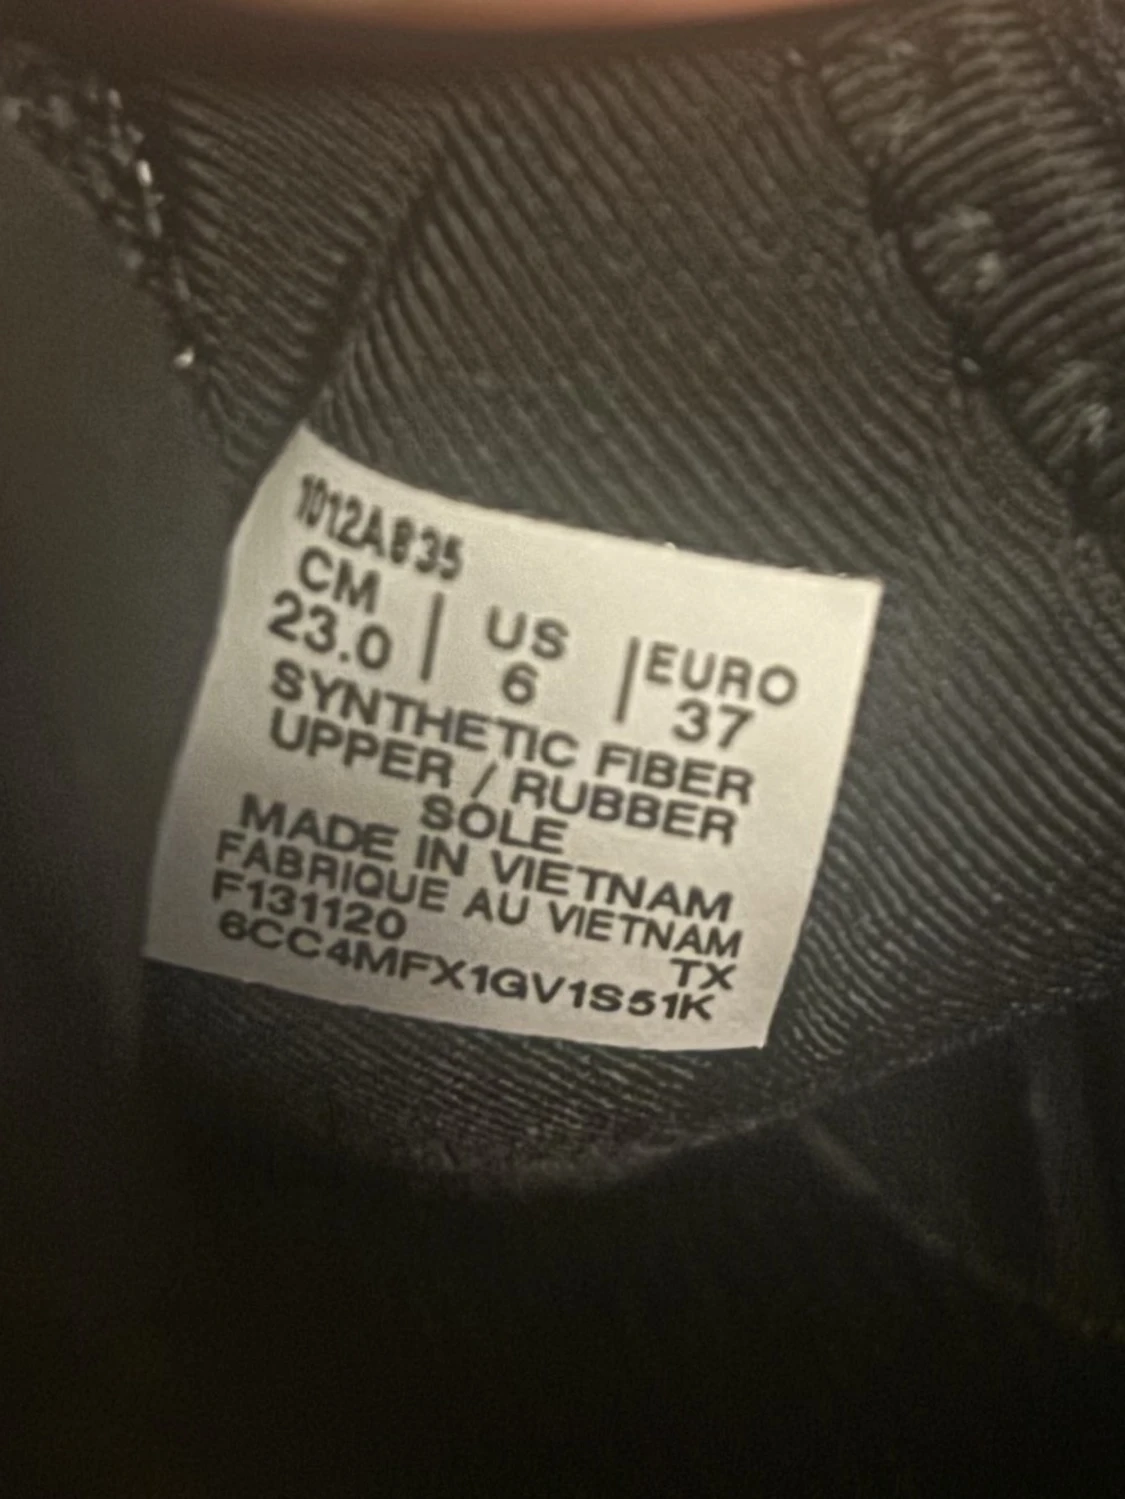 1012A835
CM | US | EURO
23.0 6 37
SYNTHETIC FIBER
UPPER / RUBBER
SOLE
MADE IN VIETNAM
FABRIQUE AU VIETNAM
F131120 TX
6CC4MFX1GV1S51K